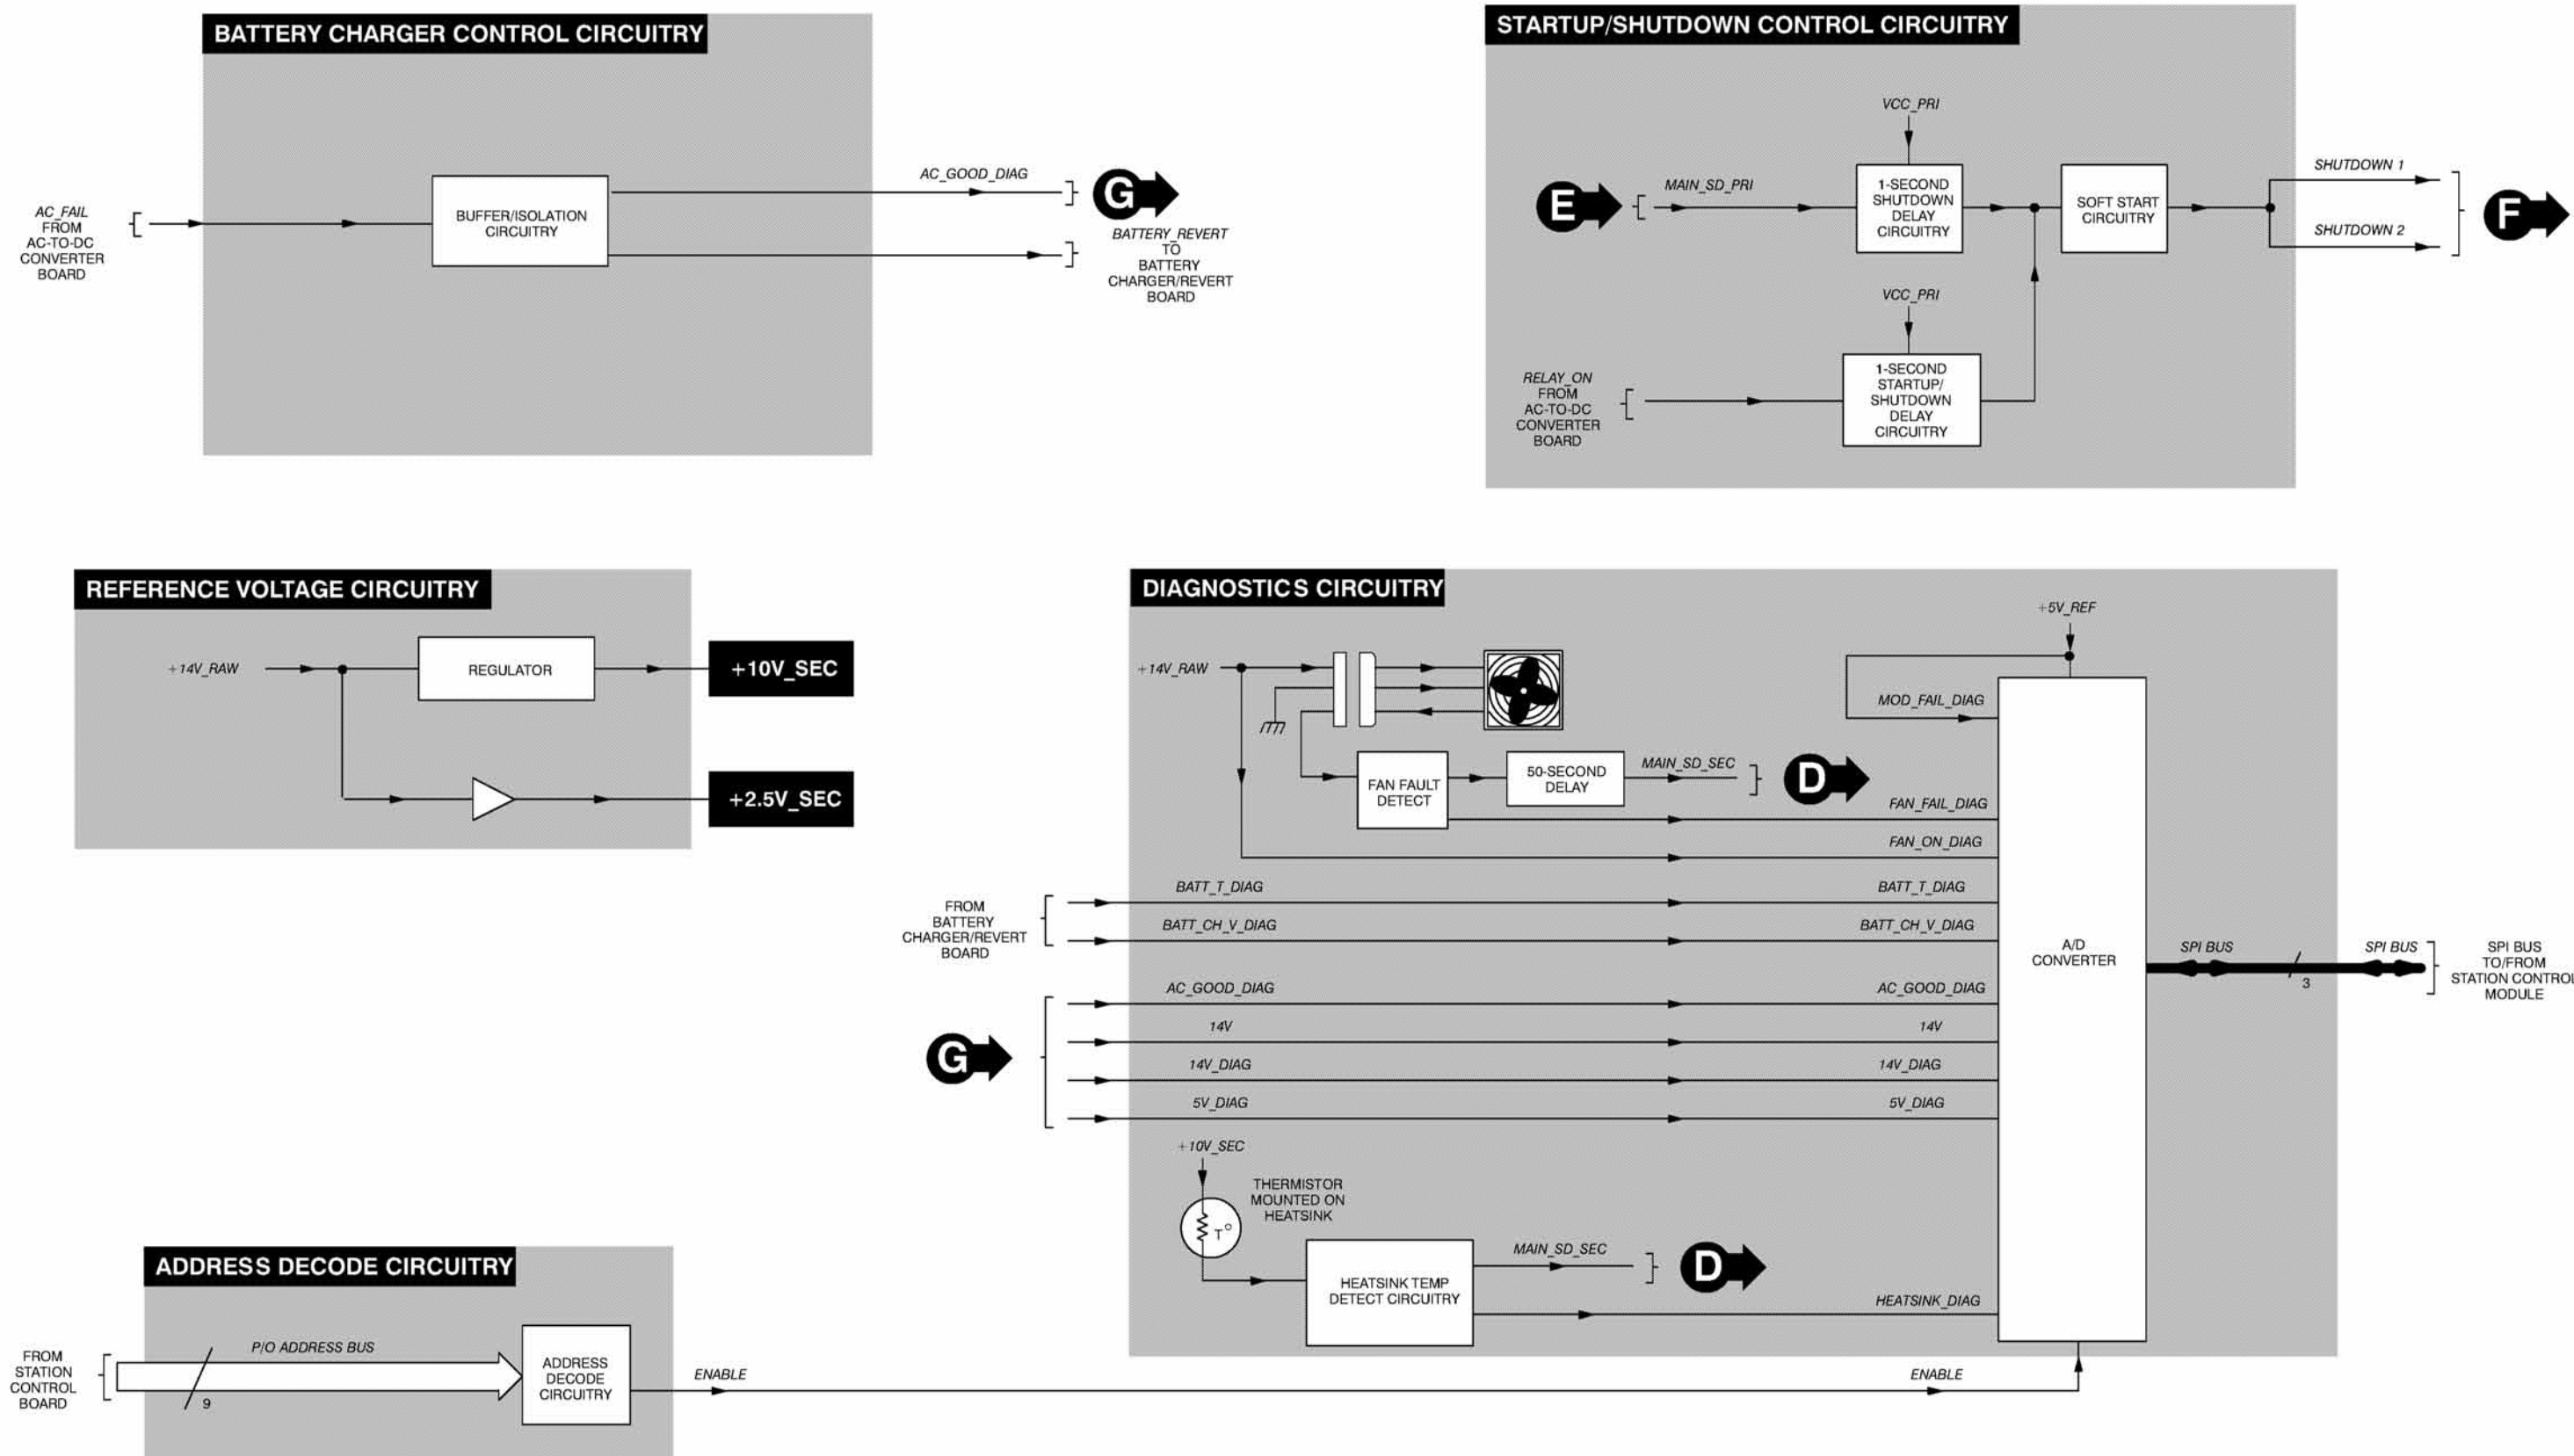 BATTERY CHARGER CONTROL CIRCUITRY
AC_FAIL
FROM
AC-TO-DC
CONVERTER
BOARD
BUFFER/ISOLATION
CIRCUITRY
AC_GOOD_DIAG
G
BATTERY_REVERT
TO
BATTERY
CHARGER/REVERT
BOARD
STARTUP/SHUTDOWN CONTROL CIRCUITRY
VCC_PRI
E
MAIN_SD_PRI
1-SECOND
SHUTDOWN
DELAY
CIRCUITRY
SOFT START
CIRCUITRY
SHUTDOWN 1
SHUTDOWN 2
F
VCC_PRI
RELAY_ON
FROM
AC-TO-DC
CONVERTER
BOARD
1-SECOND
STARTUP/
SHUTDOWN
DELAY
CIRCUITRY
REFERENCE VOLTAGE CIRCUITRY
+14V_RAW
REGULATOR
+10V_SEC
+2.5V_SEC
DIAGNOSTICS CIRCUITRY
+5V_REF
+14V_RAW
MOD_FAIL_DIAG
FAN FAULT
DETECT
50-SECOND
DELAY
MAIN_SD_SEC
D
FAN_FAIL_DIAG
FAN_ON_DIAG
FROM
BATTERY
CHARGER/REVERT
BOARD
BATT_T_DIAG
BATT_T_DIAG
BATT_CH_V_DIAG
BATT_CH_V_DIAG
A/D
CONVERTER
SPI BUS
3
SPI BUS
SPI BUS
TO/FROM
STATION CONTROL
MODULE
G
AC_GOOD_DIAG
AC_GOOD_DIAG
14V
14V
14V_DIAG
14V_DIAG
5V_DIAG
5V_DIAG
+10V_SEC
THERMISTOR
MOUNTED ON
HEATSINK
T°
HEATSINK TEMP
DETECT CIRCUITRY
MAIN_SD_SEC
D
HEATSINK_DIAG
ADDRESS DECODE CIRCUITRY
FROM
STATION
CONTROL
BOARD
P/O ADDRESS BUS
9
ADDRESS
DECODE
CIRCUITRY
ENABLE
ENABLE